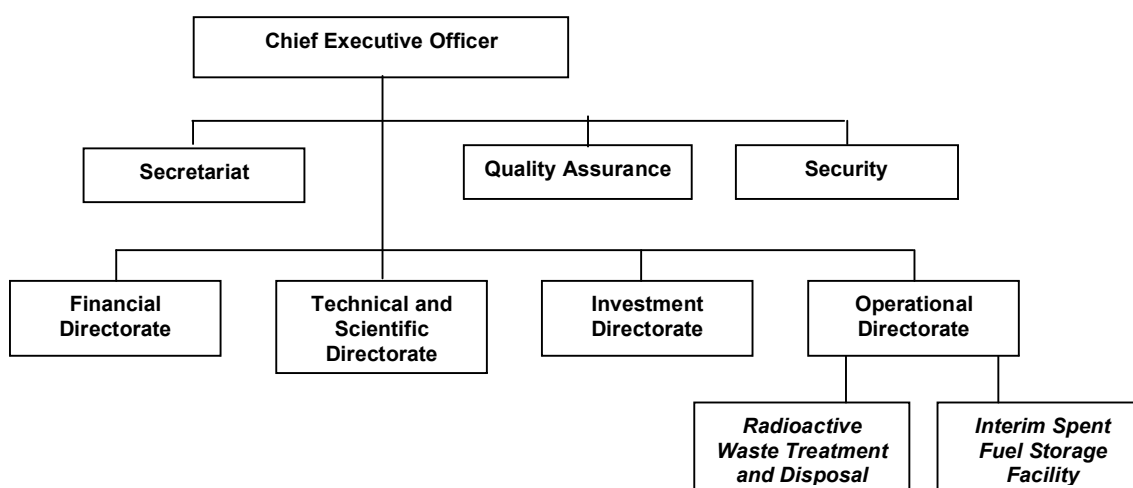 Chief Executive Officer
Secretariat
Quality Assurance
Security
Financial
Directorate
Technical and
Scientific
Directorate
Investment
Directorate
Operational
Directorate
Radioactive
Waste Treatment
and Disposal
Interim Spent
Fuel Storage
Facility